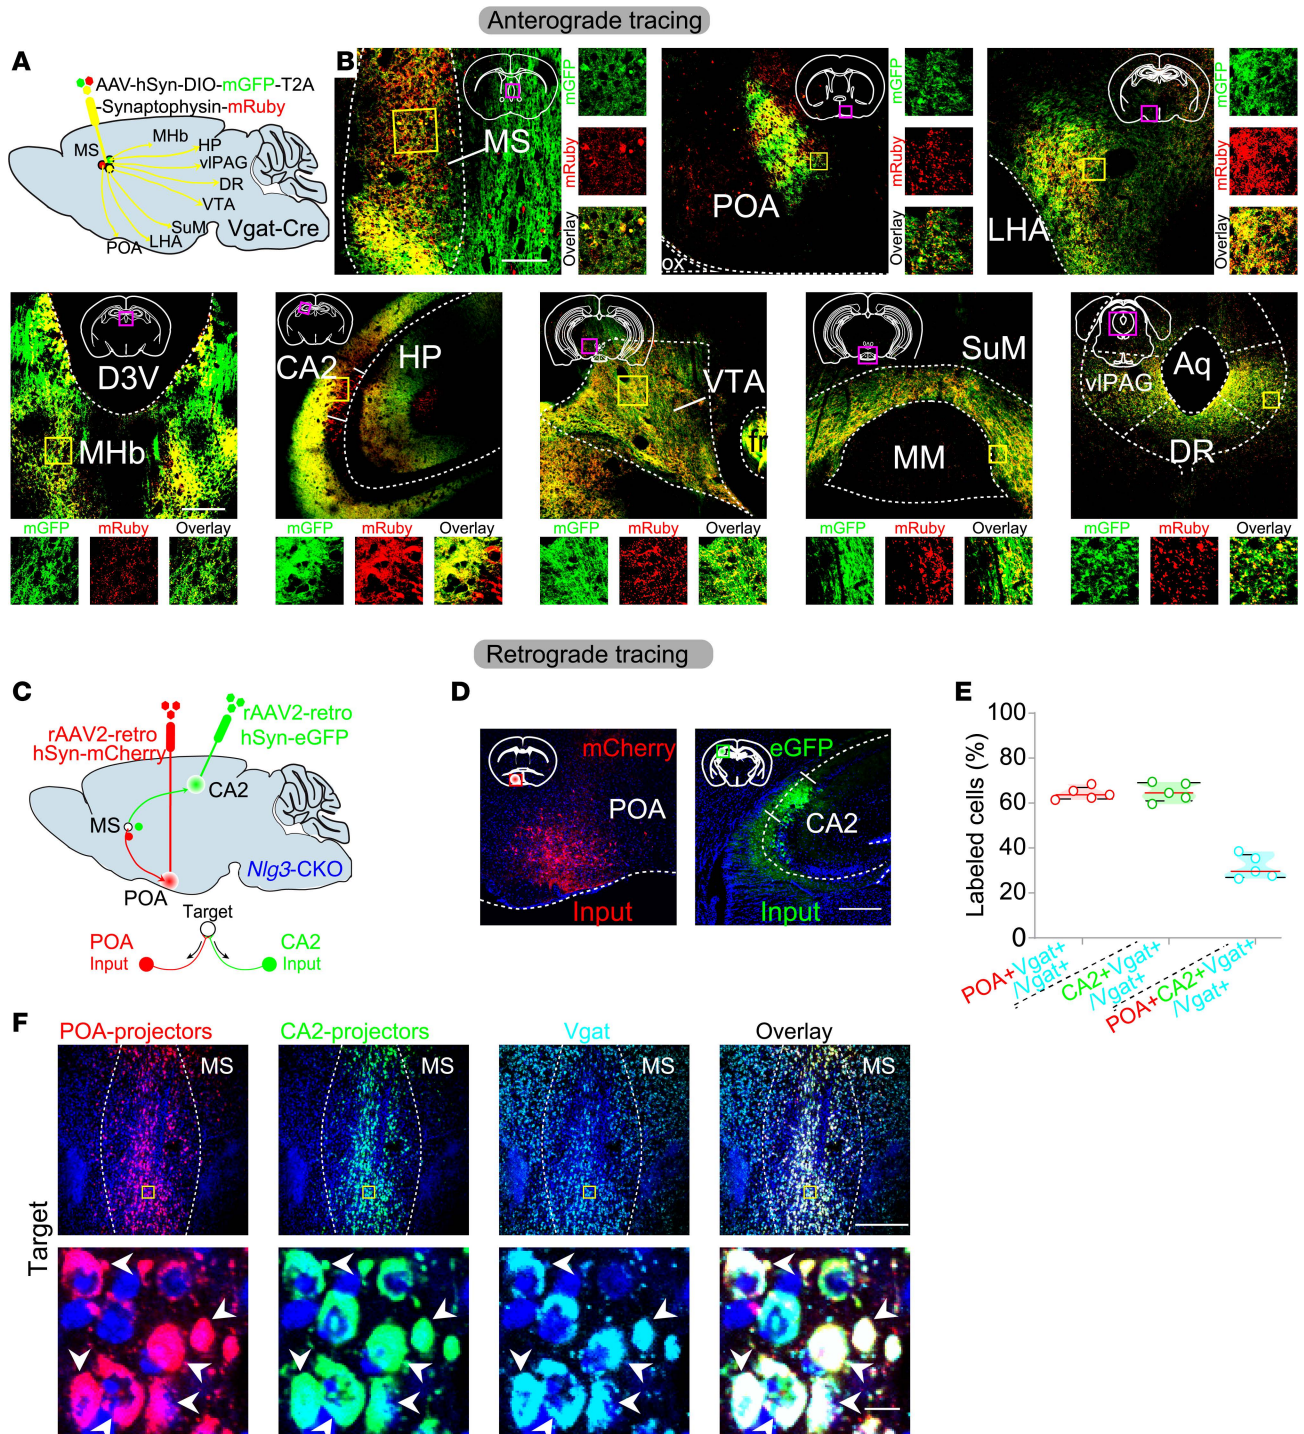 Anterograde tracing
A
AAV-hSyn-DIO-mGFP-T2A
-Synaptophysin-mRuby
MS
MHb
HP
vlPAG
DR
VTA
SuM
LHA
POA
Vgat-Cre
B
MS
mGFP
mRuby
Overlay
POA
ox
mGFP
mRuby
Overlay
LHA
mGFP
mRuby
Overlay
D3V
MHb
mGFP mRuby Overlay
CA2
HP
mGFP mRuby Overlay
VTA
fr
mGFP mRuby Overlay
SuM
MM
mGFP mRuby Overlay
vlPAG
Aq
DR
mGFP mRuby Overlay
Retrograde tracing
C
rAAV2-retro
hSyn-mCherry
rAAV2-retro
hSyn-eGFP
CA2
MS
POA
Nlg3-CKO
Target
POA
Input
CA2
Input
D
mCherry
POA
Input
eGFP
CA2
Input
E
Labeled cells (%)
100
80
60
40
20
0
POA+Vgat+
/Vgat+
CA2+Vgat+
/Vgat+
POA+CA2+Vgat+
/Vgat+
F
POA-projectors CA2-projectors Vgat Overlay
MS MS MS MS
Target